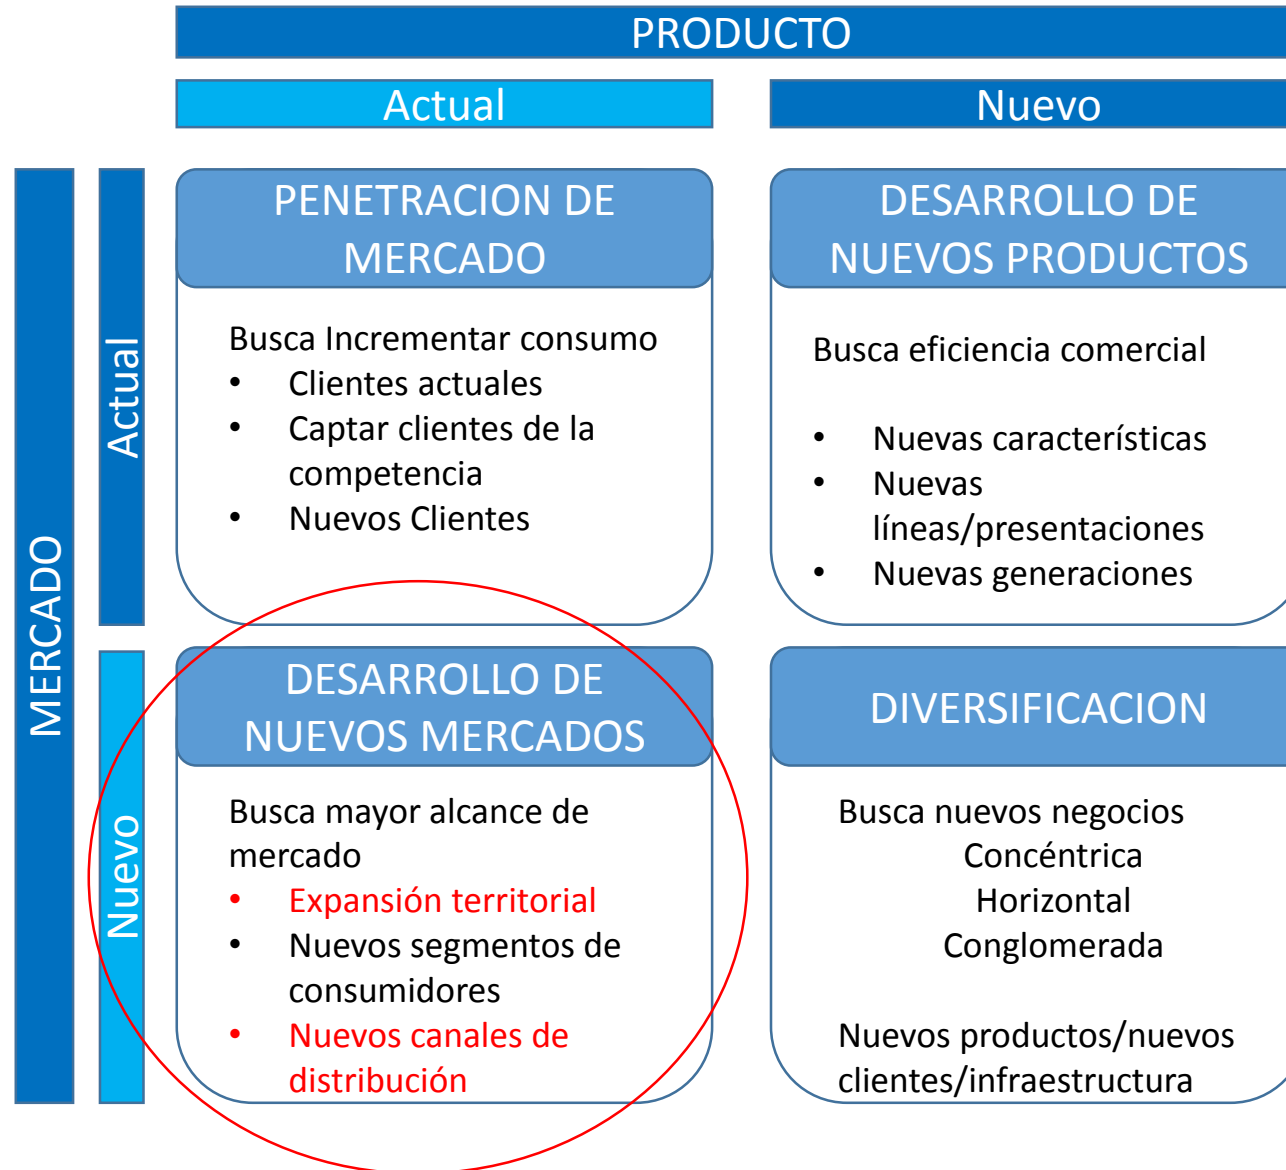 PRODUCTO
Actual
Nuevo
MERCADO
Actual
PENETRACION DE
MERCADO
Busca Incrementar consumo
• Clientes actuales
• Captar clientes de la
competencia
• Nuevos Clientes
DESARROLLO DE
NUEVOS PRODUCTOS
Busca eficiencia comercial
• Nuevas características
• Nuevas
líneas/presentaciones
• Nuevas generaciones
Nuevo
DESARROLLO DE
NUEVOS MERCADOS
Busca mayor alcance de
mercado
• Expansión territorial
• Nuevos segmentos de
consumidores
• Nuevos canales de
distribución
DIVERSIFICACION
Busca nuevos negocios
Concéntrica
Horizontal
Conglomerada
Nuevos productos/nuevos
clientes/infraestructura